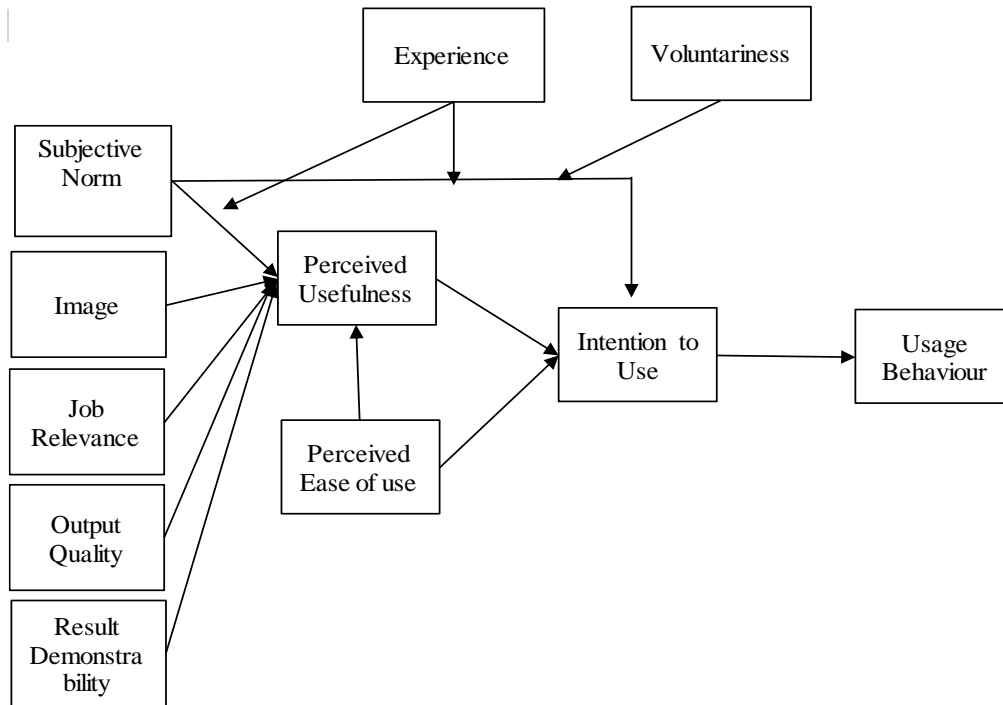 Experience
Voluntariness
Subjective
Norm
Image
Perceived
Usefulness
Intention to
Use
Usage
Behaviour
Job
Relevance
Perceived
Ease of use
Output
Quality
Result
Demonstra
bility